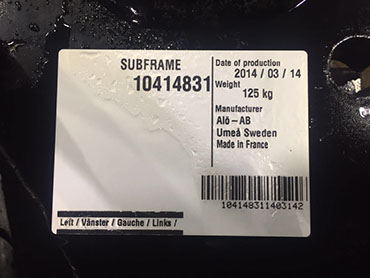 SUBFRAME
10414831
Date of production
2014 / 03 / 14
Weight
125 kg
Manufacturer
Alö-AB
Umeå Sweden
Made in France
104148311403142
Left / Vänster / Gauche / Links /